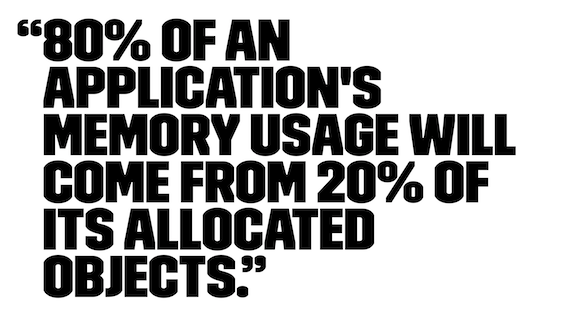 “80% OF AN
APPLICATION'S
MEMORY USAGE WILL
COME FROM 20% OF
ITS ALLOCATED
OBJECTS.”